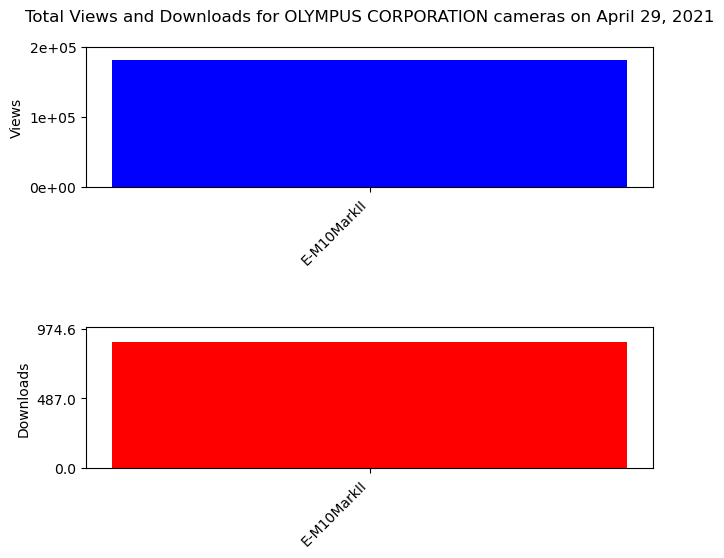 Total Views and Downloads for OLYMPUS CORPORATION cameras on April 29, 2021
2e+05
1e+05
0e+00
Views
E-M10MarkII
974.6
487.0
0.0
Downloads
E-M10MarkII